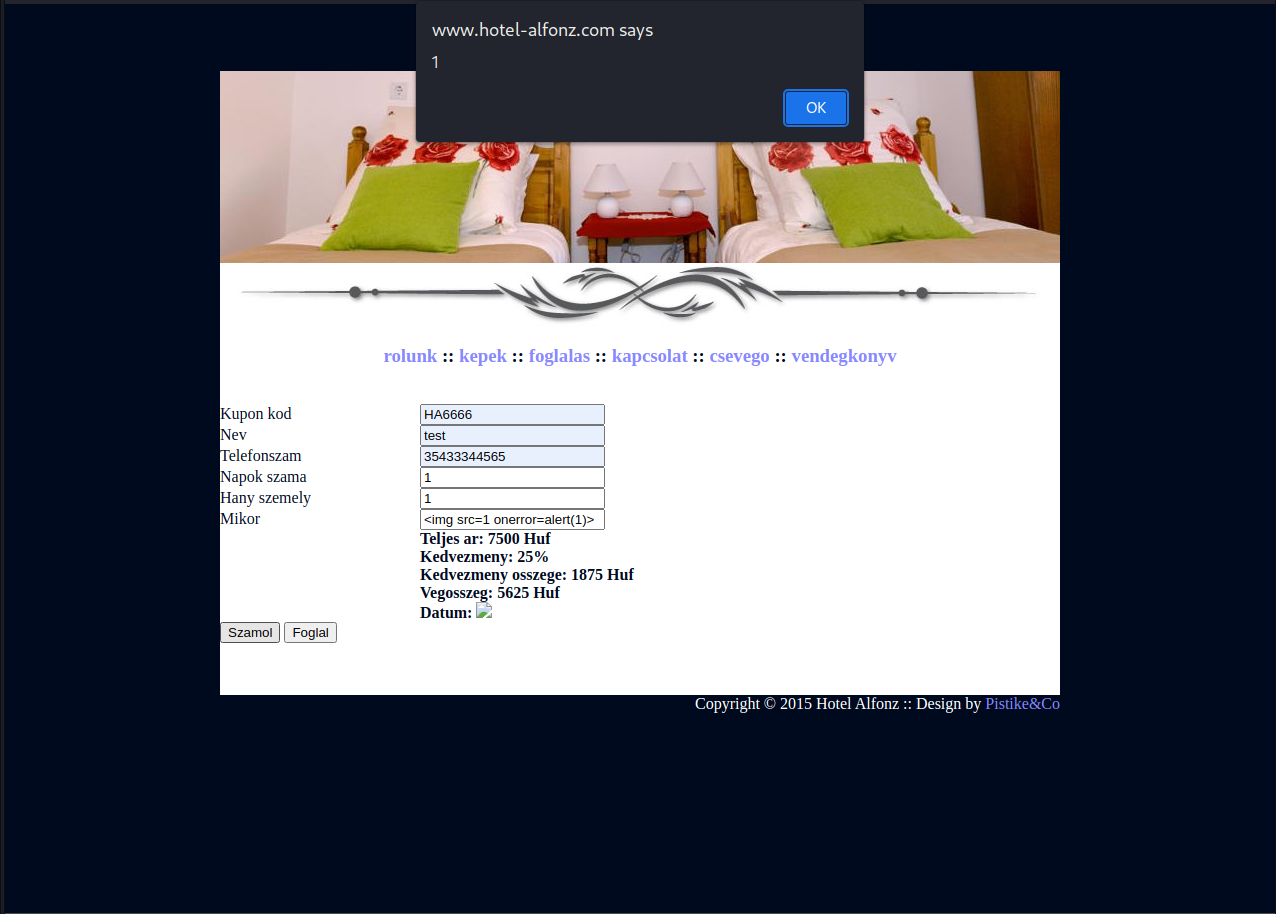 www.hotel-alfonz.com says
1
OK
rolunk :: kepek :: foglalas :: kapcsolat :: csevego :: vendegkonyv
Kupon kod HA6666
Nev test
Telefonszam 35433344565
Napok szama 1
Hany szemely 1
Mikor <img src=1 onerror=alert(1)>
Teljes ar: 7500 Huf
Kedvezmeny: 25%
Kedvezmeny osszege: 1875 Huf
Vegosszeg: 5625 Huf
Datum:
Szamol Foglal
Copyright © 2015 Hotel Alfonz :: Design by Pistike&Co